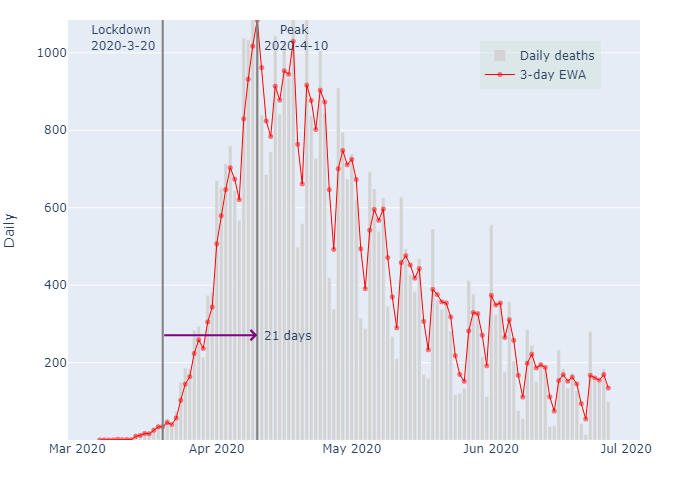 Lockdown
2020-3-20
Peak
2020-4-10
Daily deaths
3-day EWA
1000
800
600
400
200
Daily
21 days
Mar 2020
Apr 2020
May 2020
Jun 2020
Jul 2020